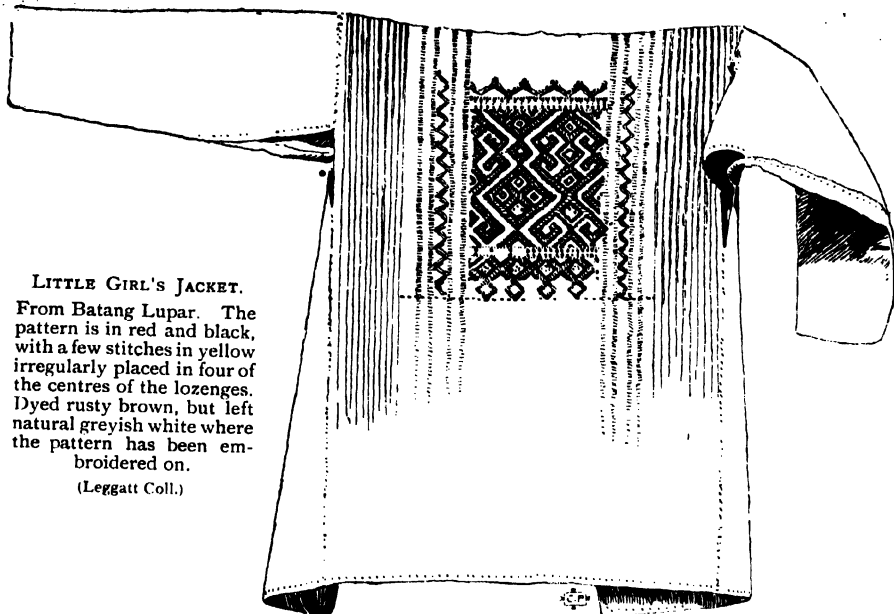 LITTLE GIRL'S JACKET.
From Batang Lupar. The
pattern is in red and black,
with a few stitches in yellow
irregularly placed in four of
the centres of the lozenges.
Dyed rusty brown, but left
natural greyish white where
the pattern has been em-
broidered on.
(Leggatt Coll.)